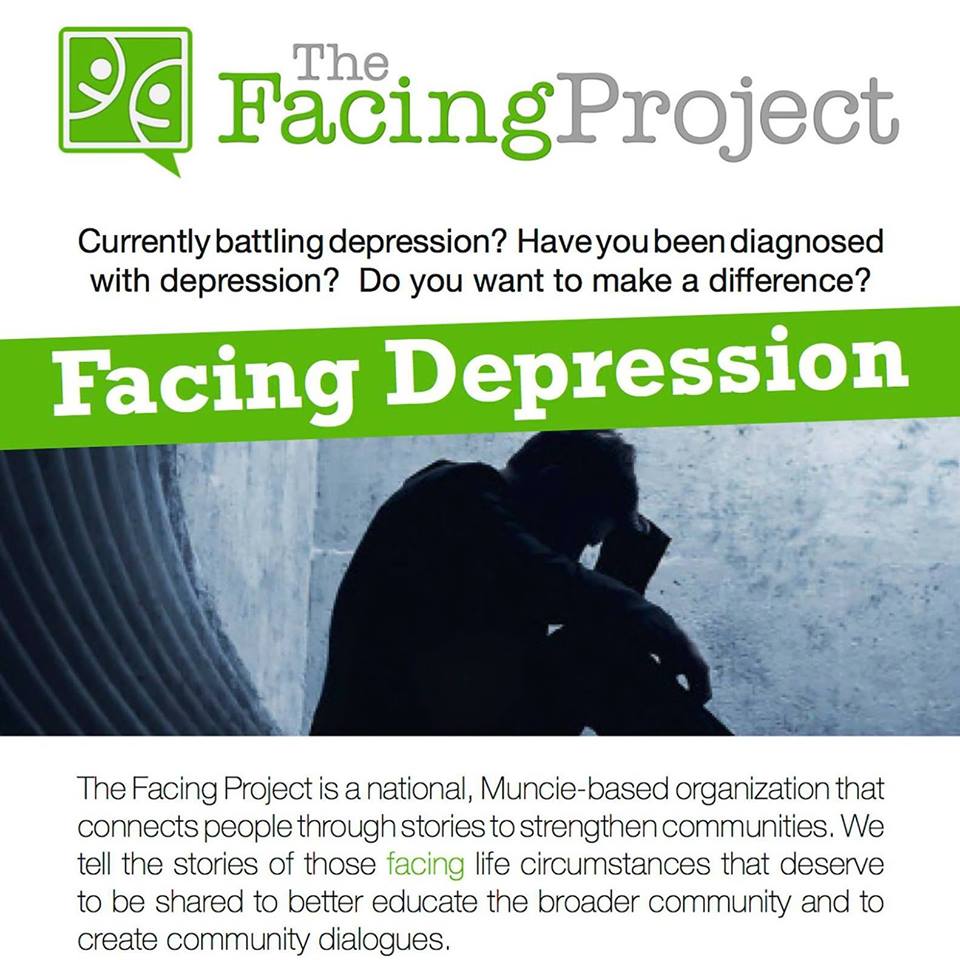 The
FacingProject
Currently battling depression? Have you been diagnosed
with depression? Do you want to make a difference?
Facing Depression
The Facing Project is a national, Muncie-based organization that
connects people through stories to strengthen communities. We
tell the stories of those facing life circumstances that deserve
to be shared to better educate the broader community and to
create community dialogues.